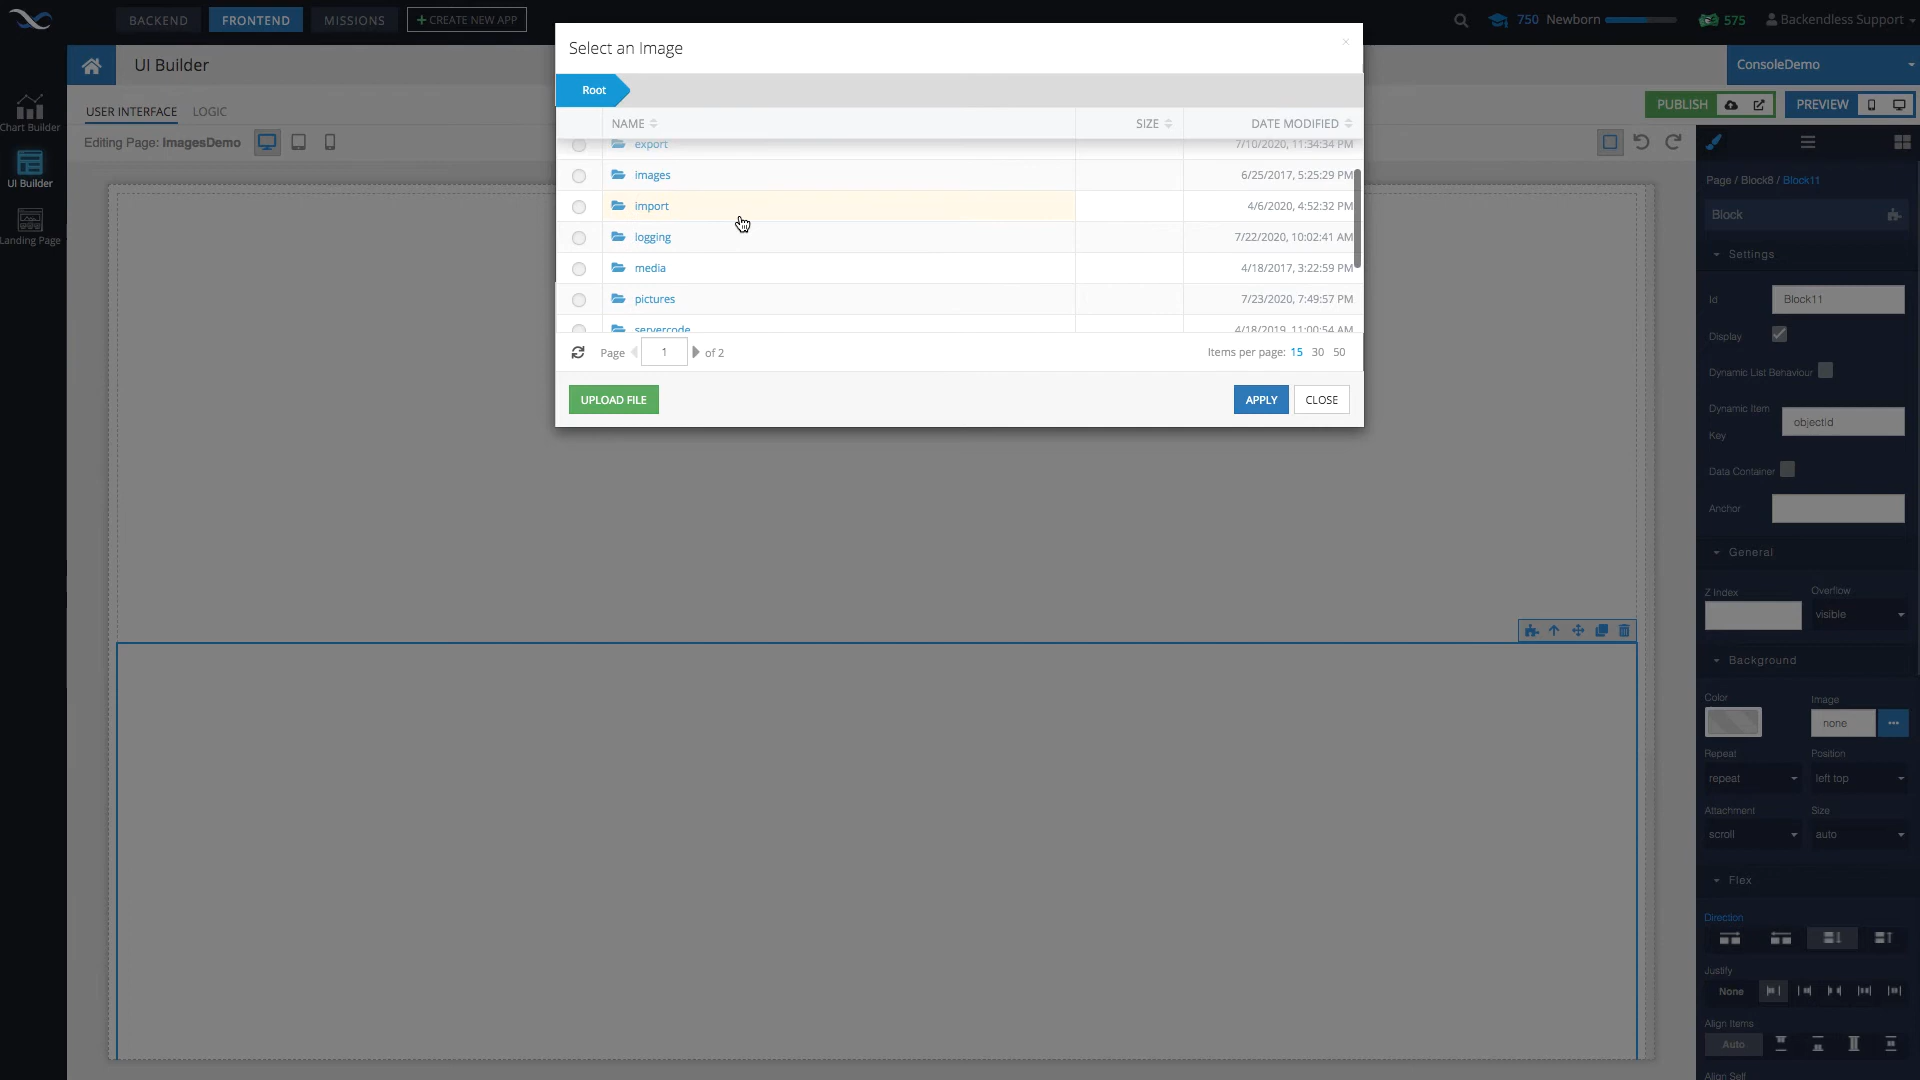 BACKEND
FRONTEND
MISSIONS
+ CREATE NEW APP
750 Newborn
575
Backendless Support
UI Builder
ConsoleDemo
USER INTERFACE
LOGIC
PUBLISH
PREVIEW
Editing Page: ImagesDemo
Chart Builder
UI Builder
Landing Page
Select an Image
×
Root
NAME
SIZE
DATE MODIFIED
export 7/10/2020, 11:34:34 PM
images 6/25/2017, 5:25:29 PM
import 4/6/2020, 4:52:32 PM
logging 7/22/2020, 10:02:41 AM
media 4/18/2017, 3:22:59 PM
pictures 7/23/2020, 7:49:57 PM
servercode 4/18/2019, 11:00:54 AM
Page 1 of 2
Items per page: 15 30 50
UPLOAD FILE
APPLY
CLOSE
Page / Block8 / Block11
Block
Settings
Id Block11
Display
Dynamic List Behaviour
Dynamic Item Key objectId
Data Container
Anchor
General
Z Index
Overflow
visible
Background
Color
Image
none
...
Repeat
Position
repeat
left top
Attachment
Size
scroll
auto
Flex
Direction
Justify
None
Align Items
Auto
Align Self